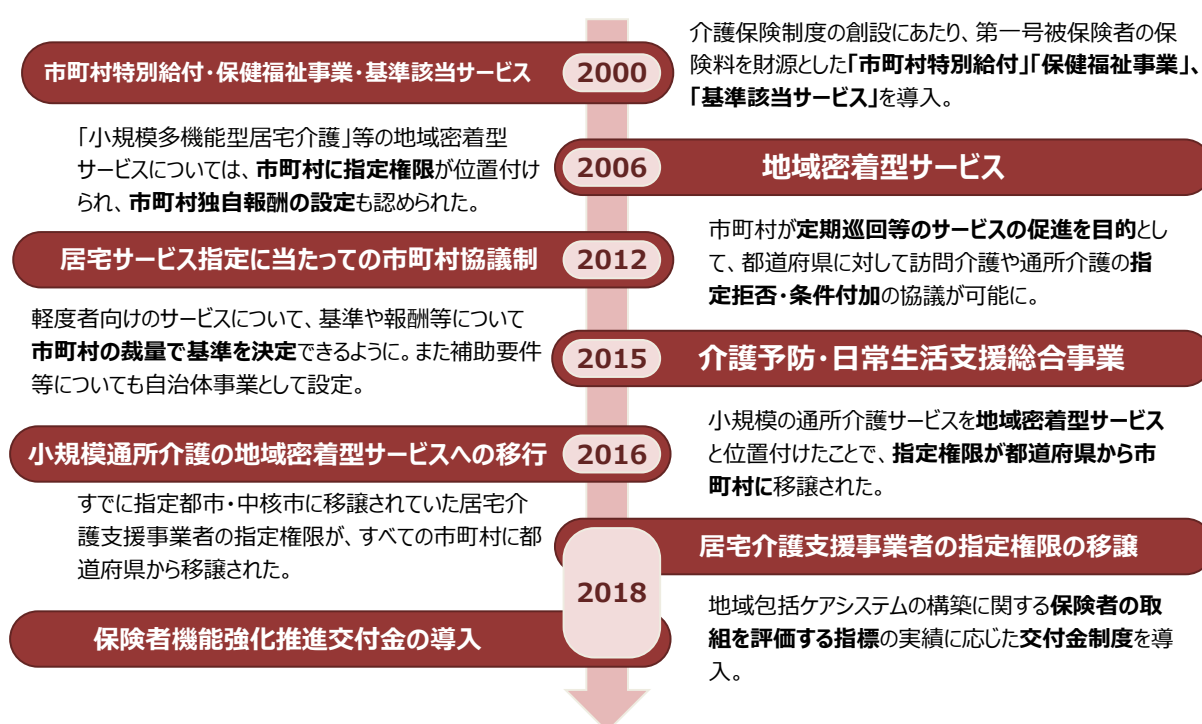 市町村特別給付・保健福祉事業・基準該当サービス
2000
介護保険制度の創設にあたり、第一号被保険者の保
険料を財源とした「市町村特別給付」「保健福祉事業」、
「基準該当サービス」を導入。
「小規模多機能型居宅介護」等の地域密着型
サービスについては、市町村に指定権限が位置付け
られ、市町村独自報酬の設定も認められた。
2006
地域密着型サービス
居宅サービス指定に当たっての市町村協議制
2012
市町村が定期巡回等のサービスの促進を目的とし
て、都道府県に対して訪問介護や通所介護の指
定拒否・条件付加の協議が可能に。
軽度者向けのサービスについて、基準や報酬等について
市町村の裁量で基準を決定できるように。また補助要件
等についても自治体事業として設定。
2015
介護予防・日常生活支援総合事業
小規模通所介護の地域密着型サービスへの移行
2016
小規模の通所介護サービスを地域密着型サービス
と位置付けたことで、指定権限が都道府県から市
町村に移譲された。
すでに指定都市・中核市に移譲されていた居宅介
護支援事業者の指定権限が、すべての市町村に都
道府県から移譲された。
2018
居宅介護支援事業者の指定権限の移譲
保険者機能強化推進交付金の導入
地域包括ケアシステムの構築に関する保険者の取
組を評価する指標の実績に応じた交付金制度を導
入。